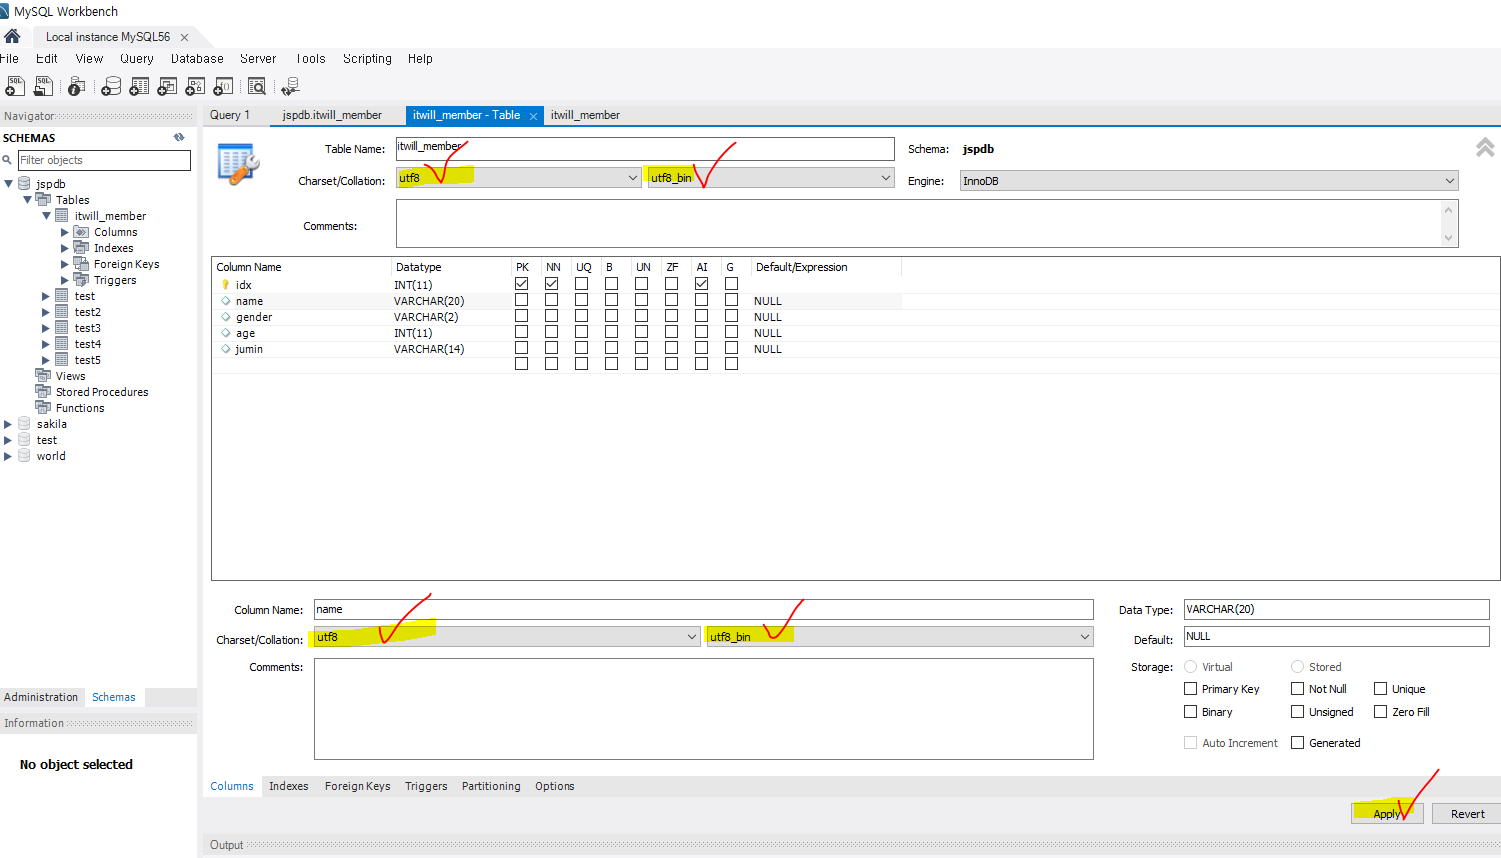 MySQL Workbench
Local instance MySQL56
File Edit View Query Database Server Tools Scripting Help
Navigator
SCHEMAS
Filter objects
jspdb
Tables
itwill_member
Columns
Indexes
Foreign Keys
Triggers
test
test2
test3
test4
test5
Views
Stored Procedures
Functions
sakila
test
world
Administration Schemas
Information
No object selected
Query 1 jspdb.itwill_member itwill_member - Table itwill_member
Table Name: itwill_member Schema: jspdb
Charset/Collation: utf8 utf8_bin Engine: InnoDB
Comments:
Column Name Datatype PK NN UQ B UN ZF AI G Default/Expression
idx INT(11)
name VARCHAR(20) NULL
gender VARCHAR(2) NULL
age INT(11) NULL
jumin VARCHAR(14) NULL
Column Name: name Data Type: VARCHAR(20)
Charset/Collation: utf8 utf8_bin Default: NULL
Comments: Storage: Virtual Stored
Primary Key Not Null Unique
Binary Unsigned Zero Fill
Auto Increment Generated
Columns Indexes Foreign Keys Triggers Partitioning Options
Apply Revert
Output